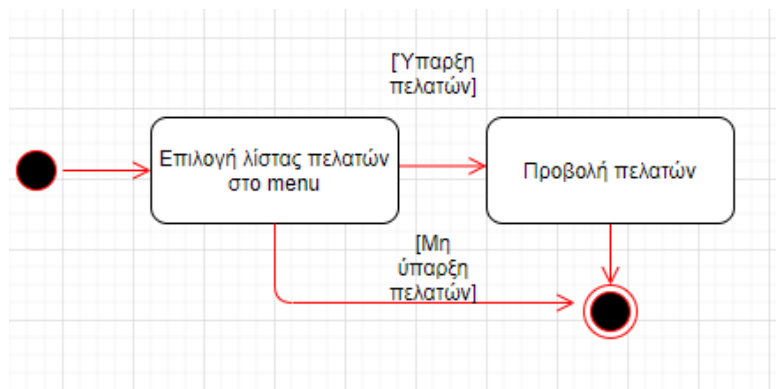 [Ύπαρξη
πελατών]
Επιλογή λίστας πελατών
στο menu
Προβολή πελατών
[Μη
ύπαρξη
πελατών]